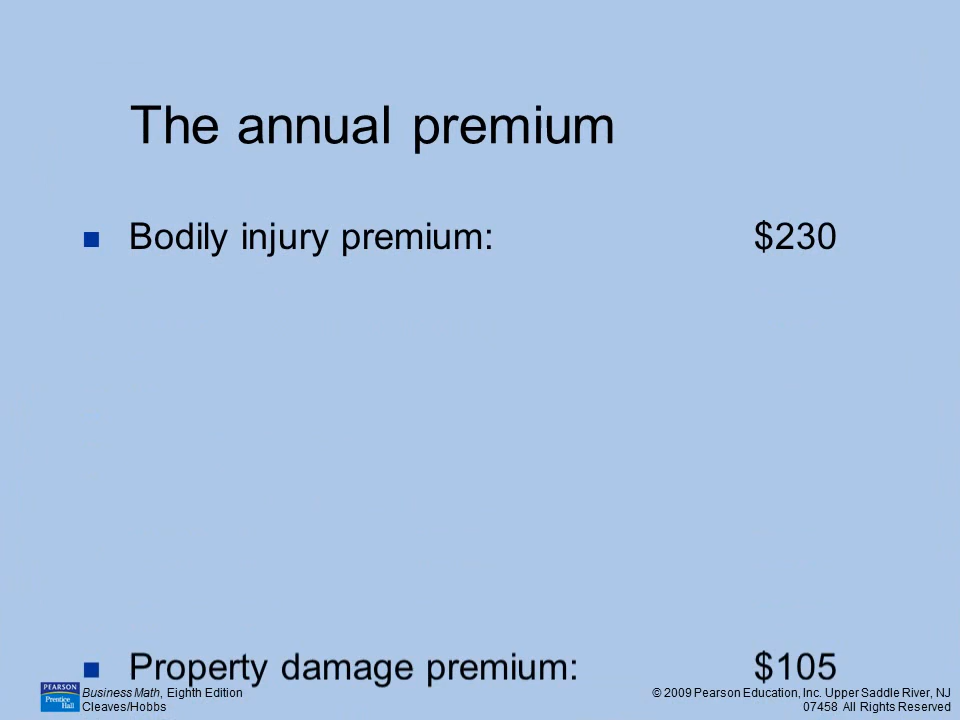 The annual premium
Bodily injury premium: $230
Property damage premium: $105
PEARSON
Prentice
Hall
Business Math, Eighth Edition
Cleaves/Hobbs
© 2009 Pearson Education, Inc. Upper Saddle River, NJ
07458 All Rights Reserved